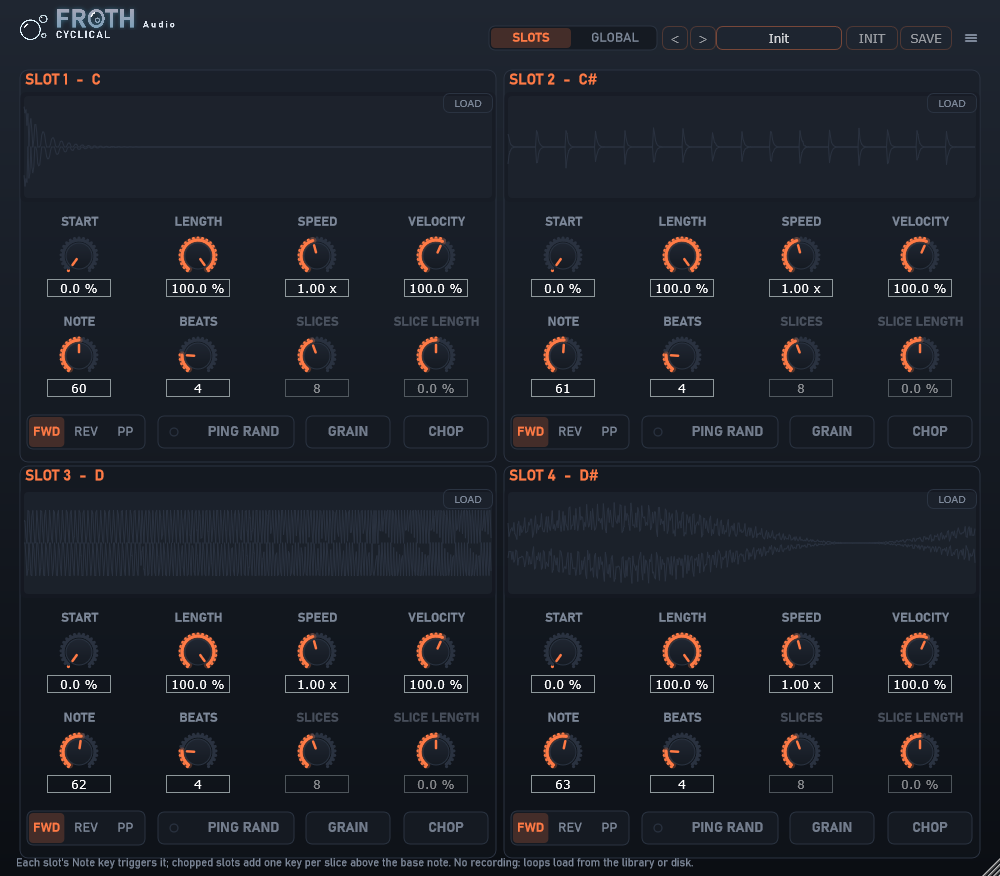 FROTH Audio
CYCLICAL
SLOTS GLOBAL < > Init INIT SAVE
SLOT 1 - C
LOAD
START LENGTH SPEED VELOCITY
0.0 % 100.0 % 1.00 x 100.0 %
NOTE BEATS SLICES SLICE LENGTH
60 4 8 0.0 %
FWD REV PP PING RAND GRAIN CHOP
SLOT 2 - C#
LOAD
START LENGTH SPEED VELOCITY
0.0 % 100.0 % 1.00 x 100.0 %
NOTE BEATS SLICES SLICE LENGTH
61 4 8 0.0 %
FWD REV PP PING RAND GRAIN CHOP
SLOT 3 - D
LOAD
START LENGTH SPEED VELOCITY
0.0 % 100.0 % 1.00 x 100.0 %
NOTE BEATS SLICES SLICE LENGTH
62 4 8 0.0 %
FWD REV PP PING RAND GRAIN CHOP
SLOT 4 - D#
LOAD
START LENGTH SPEED VELOCITY
0.0 % 100.0 % 1.00 x 100.0 %
NOTE BEATS SLICES SLICE LENGTH
63 4 8 0.0 %
FWD REV PP PING RAND GRAIN CHOP
Each slot's Note key triggers it; chopped slots add one key per slice above the base note. No recording: loops load from the library or disk.